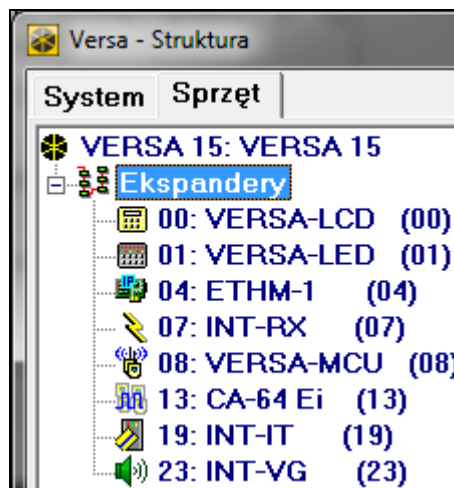 Versa - Struktura
System Sprzęt
VERSA 15: VERSA 15
Ekspandery
00: VERSA-LCD (00)
01: VERSA-LED (01)
04: ETHM-1 (04)
07: INT-RX (07)
08: VERSA-MCU (08)
13: CA-64 Ei (13)
19: INT-IT (19)
23: INT-VG (23)